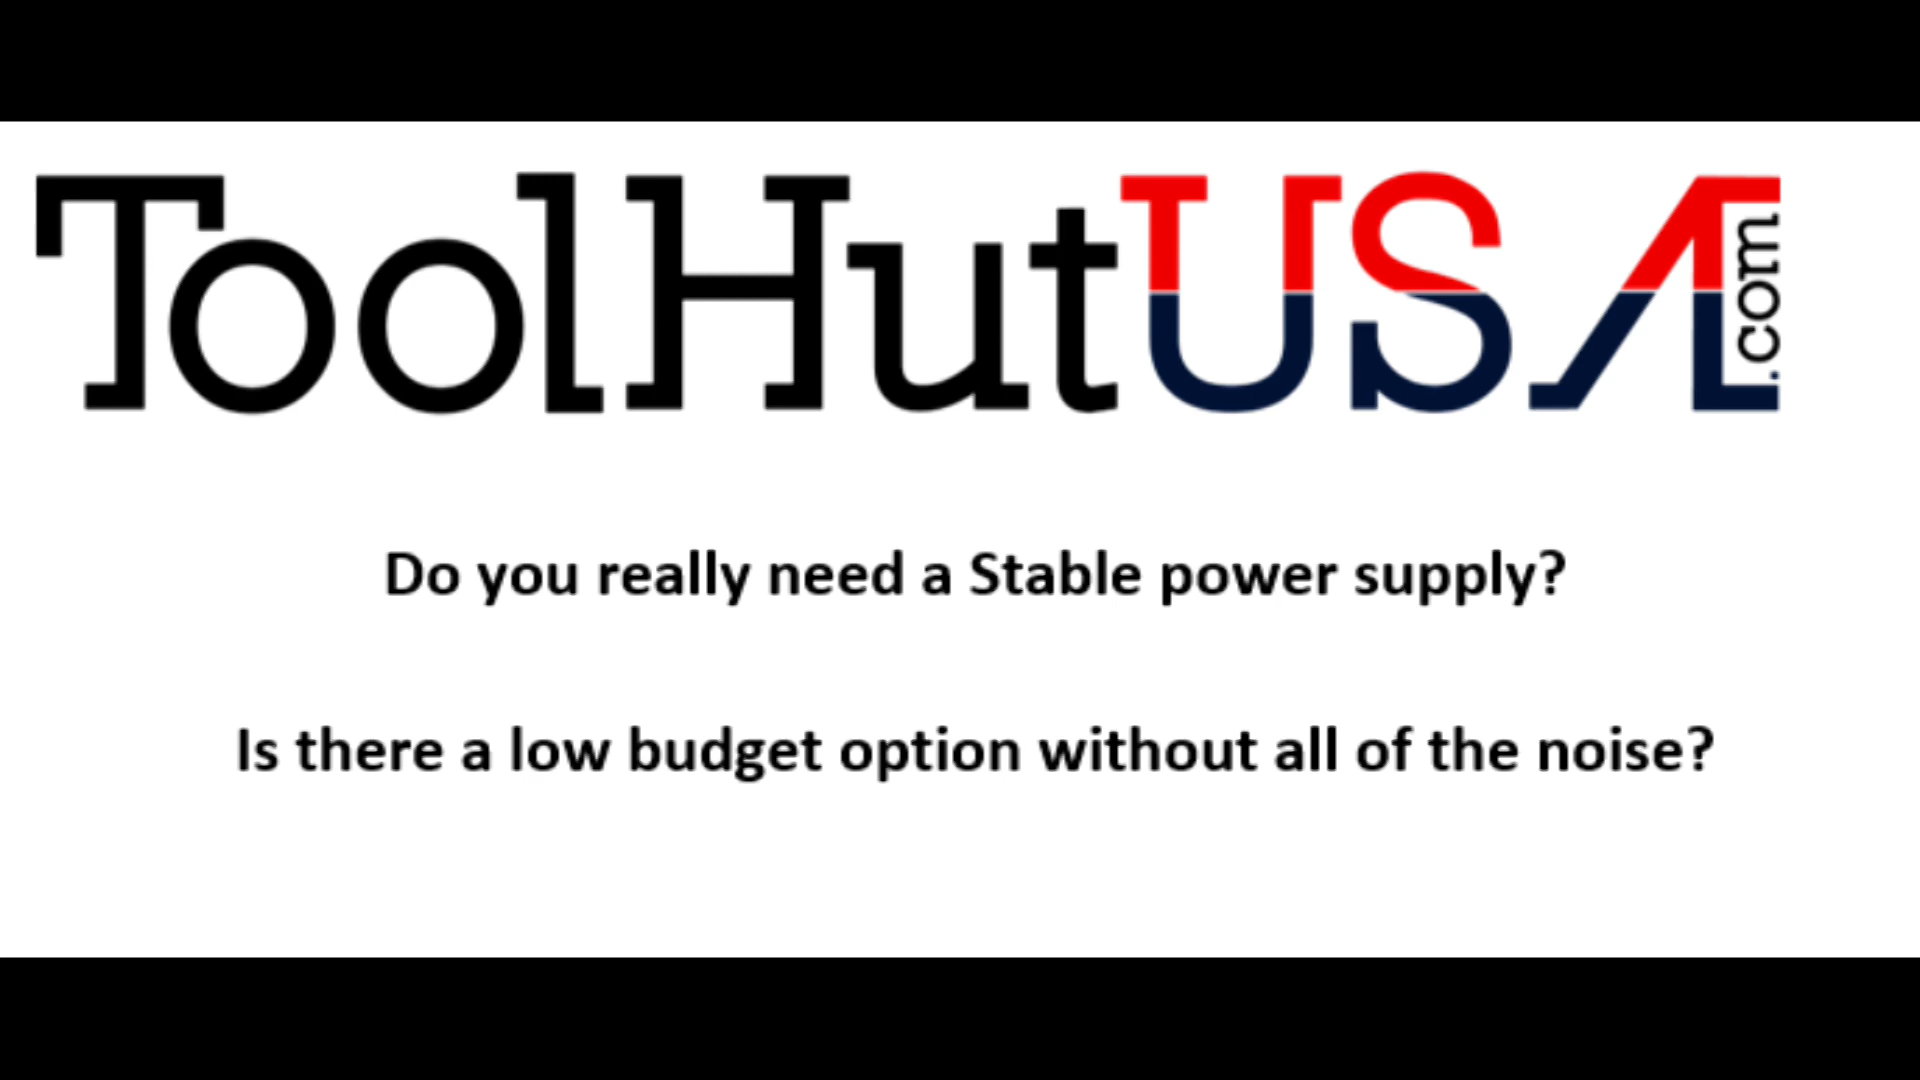 ToolHutUSA.com
Do you really need a Stable power supply?
Is there a low budget option without all of the noise?